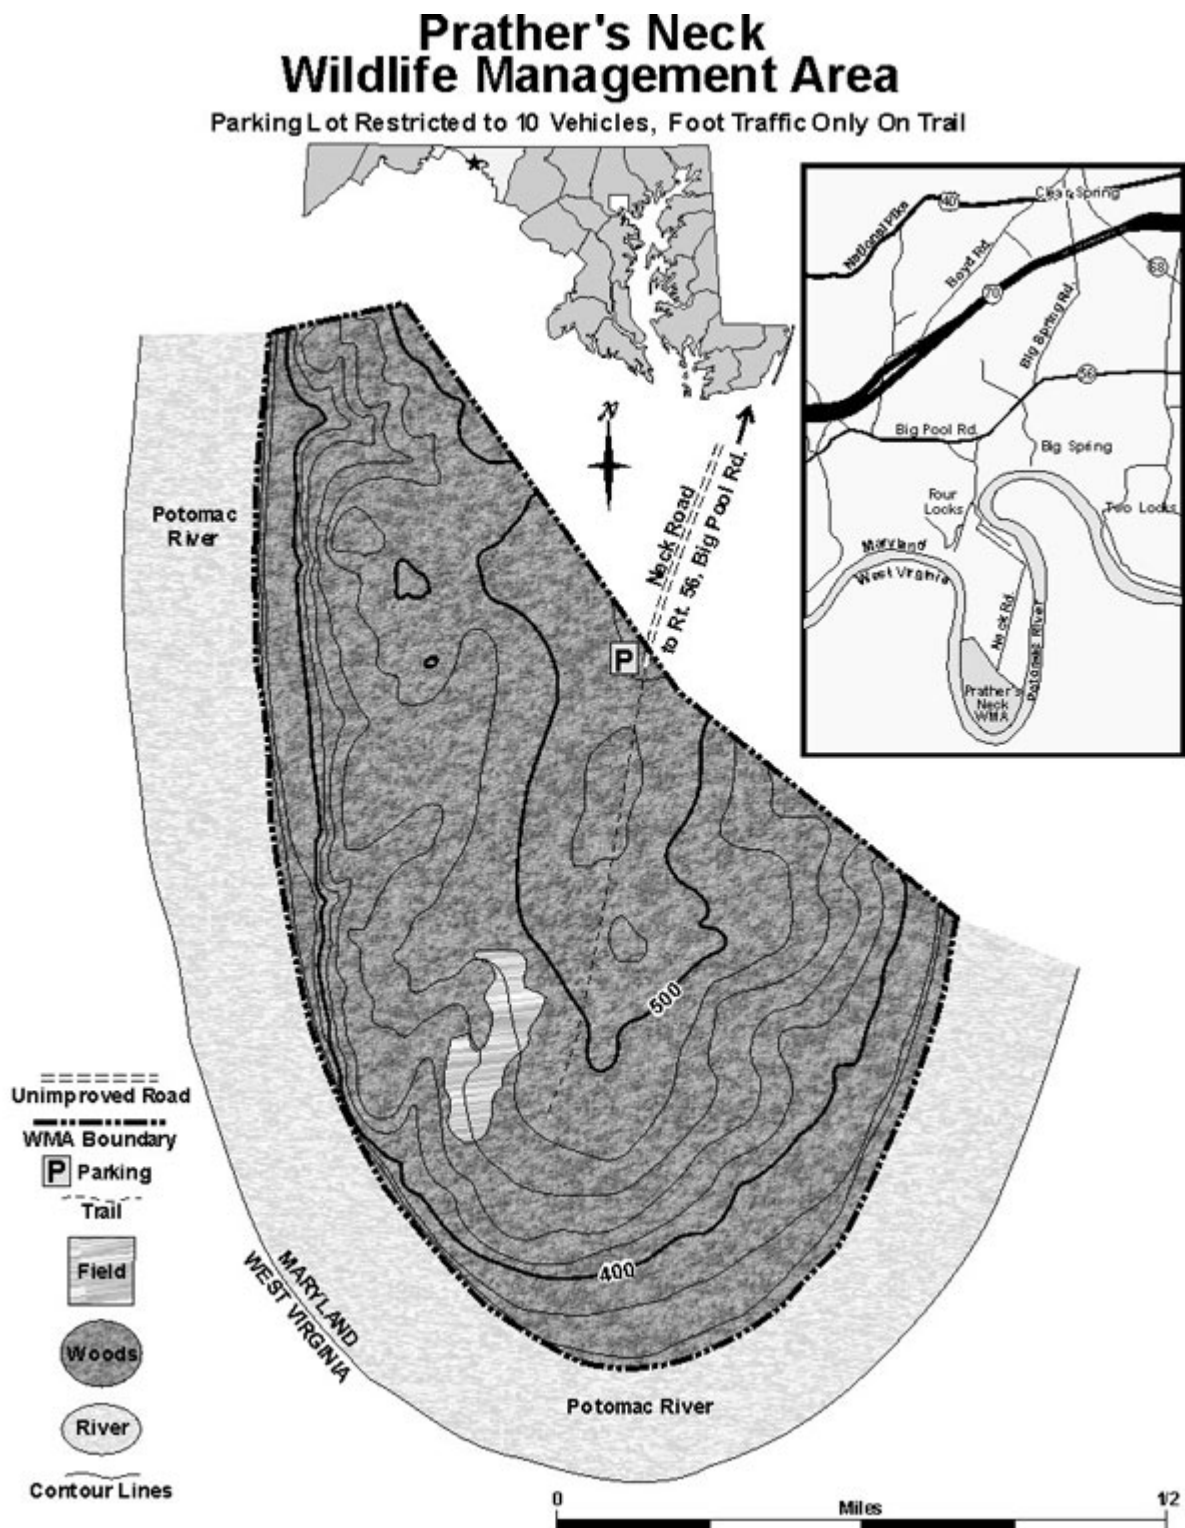 Prather's Neck
Wildlife Management Area
Parking Lot Restricted to 10 Vehicles, Foot Traffic Only On Trail
National Pike
40
Clear Spring
Boyd Rd.
68
70
Big Spring Rd.
56
Big Pool Rd.
Big Spring
Four
Locks
Two Locks
Maryland
West Virginia
Neck Rd.
Potomac River
Prather's
Neck
WMA
N
Neck Road
to Rt. 56, Big Pool Rd.
Potomac
River
P
500
400
MARYLAND
WEST VIRGINIA
Potomac River
Unimproved Road
WMA Boundary
P Parking
Trail
Field
Woods
River
Contour Lines
0 1/2
Miles